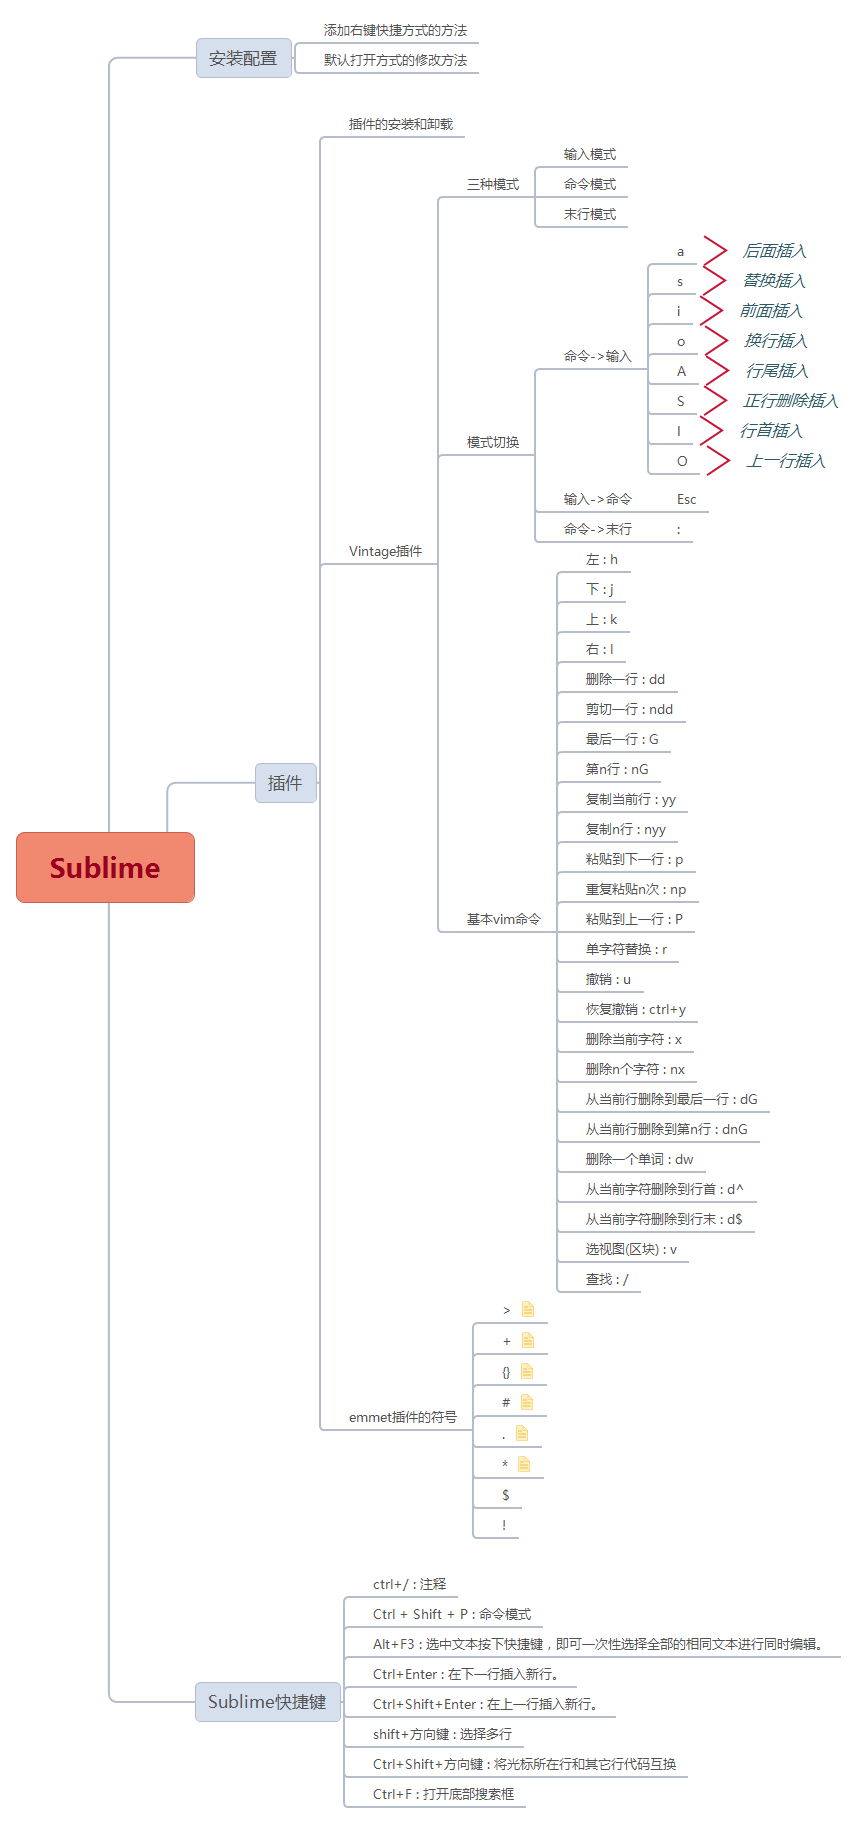 Sublime
安装配置
添加右键快捷方式的方法
默认打开方式的修改方法
插件
插件的安装和卸载
Vintage插件
三种模式
输入模式
命令模式
末行模式
模式切换
命令->输入
a 后面插入
s 替换插入
i 前面插入
o 换行插入
A 行尾插入
S 正行删除插入
I 行首插入
O 上一行插入
输入->命令 Esc
命令->末行 :
基本vim命令
左 : h
下 : j
上 : k
右 : l
删除一行 : dd
剪切一行 : ndd
最后一行 : G
第n行 : nG
复制当前行 : yy
复制n行 : nyy
粘贴到下一行 : p
重复粘贴n次 : np
粘贴到上一行 : P
单字符替换 : r
撤销 : u
恢复撤销 : ctrl+y
删除当前字符 : x
删除n个字符 : nx
从当前行删除到最后一行 : dG
从当前行删除到第n行 : dnG
删除一个单词 : dw
从当前字符删除到行首 : d^
从当前字符删除到行末 : d$
选视图(区块) : v
查找 : /
emmet插件的符号
>
+
{}
#
.
*
$
!
Sublime快捷键
ctrl+/ : 注释
Ctrl + Shift + P : 命令模式
Alt+F3 : 选中文本按下快捷键，即可一次性选择全部的相同文本进行同时编辑。
Ctrl+Enter : 在下一行插入新行。
Ctrl+Shift+Enter : 在上一行插入新行。
shift+方向键 : 选择多行
Ctrl+Shift+方向键 : 将光标所在行和其它行代码互换
Ctrl+F : 打开底部搜索框